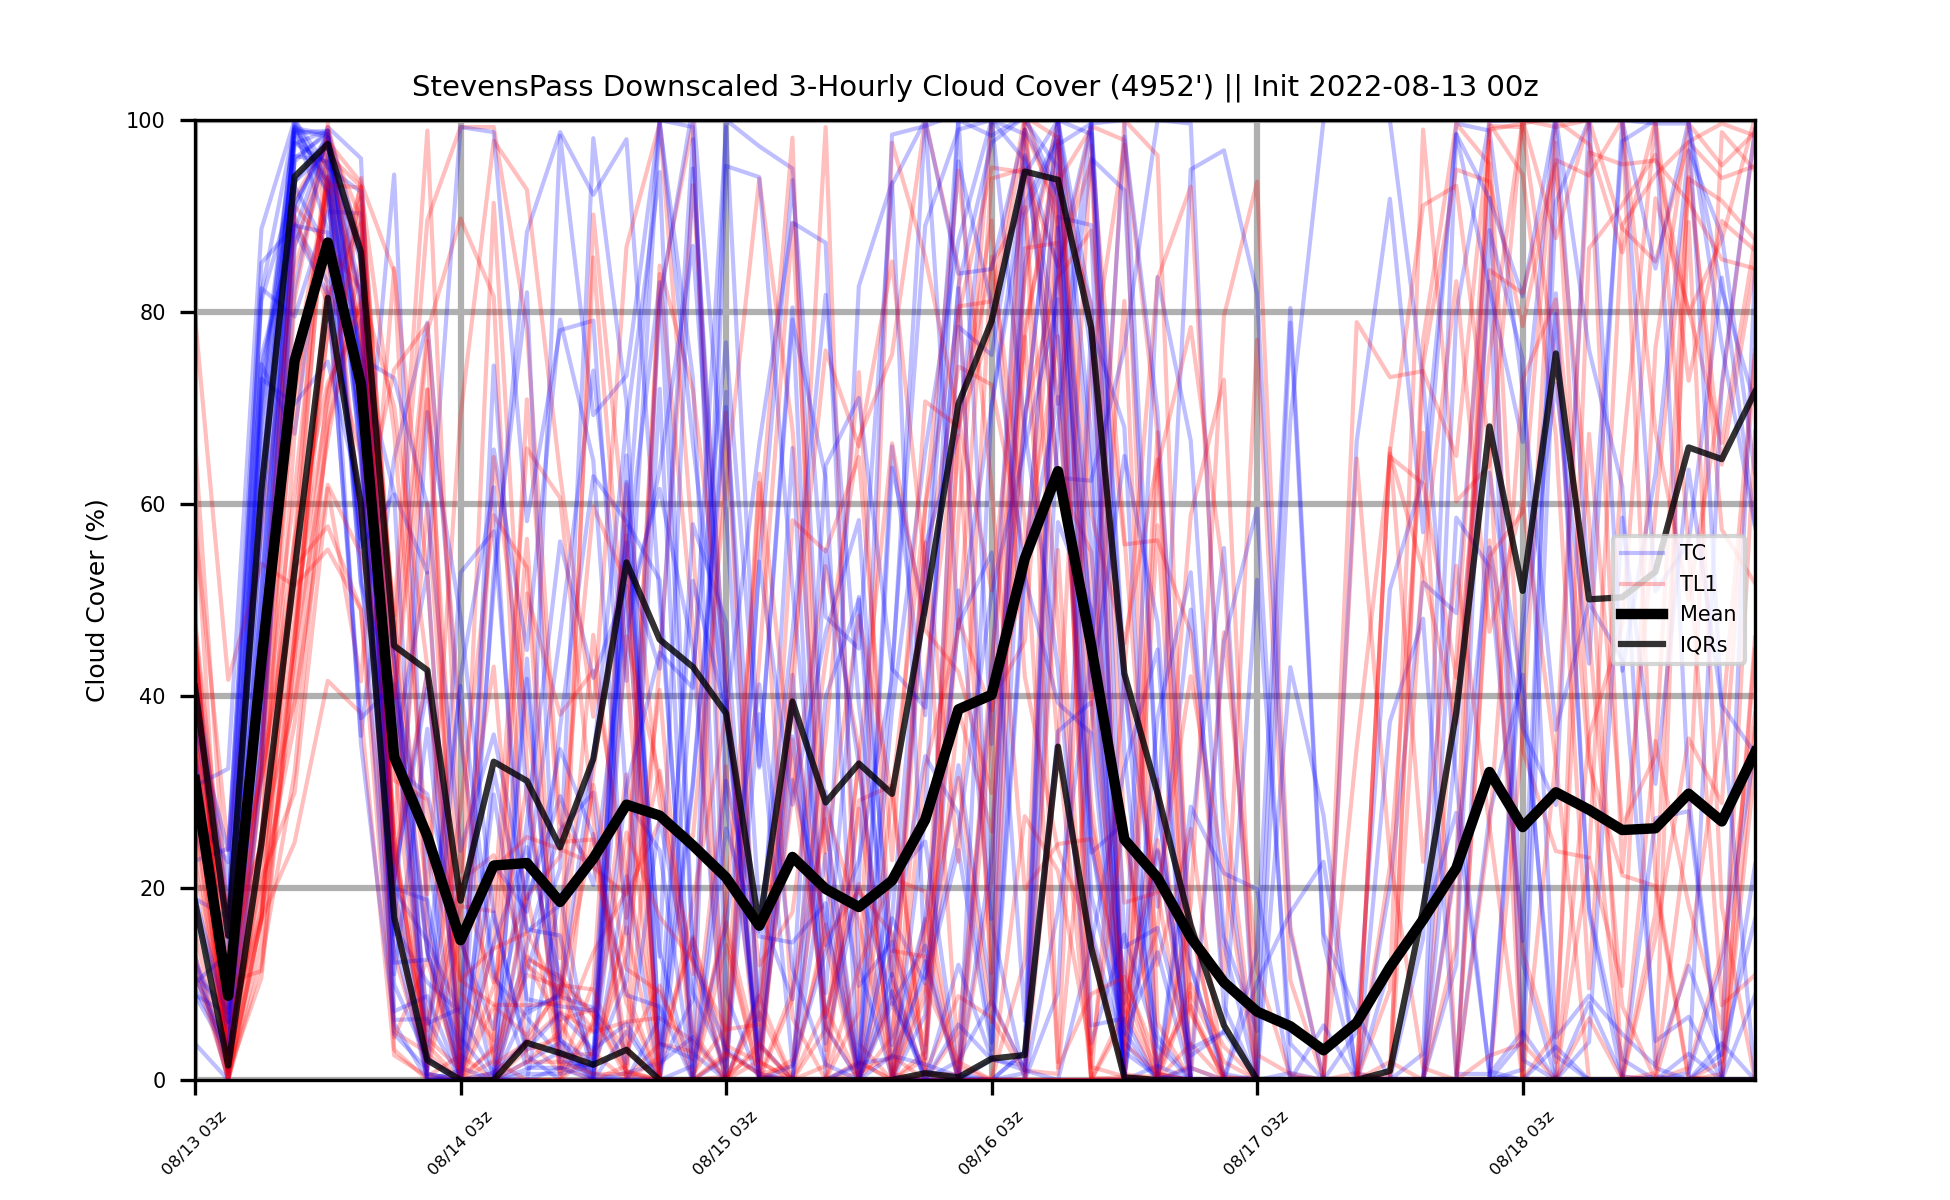 StevensPass Downscaled 3-Hourly Cloud Cover (4952') || Init 2022-08-13 00z
Cloud Cover (%)
100
80
60
40
20
0
TC
TL1
Mean
IQRs
08/13 03z
08/14 03z
08/15 03z
08/16 03z
08/17 03z
08/18 03z